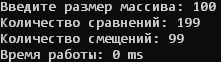 Введите размер массива: 100
Количество сравнений: 199
Количество смещений: 99
Время работы: 0 ms